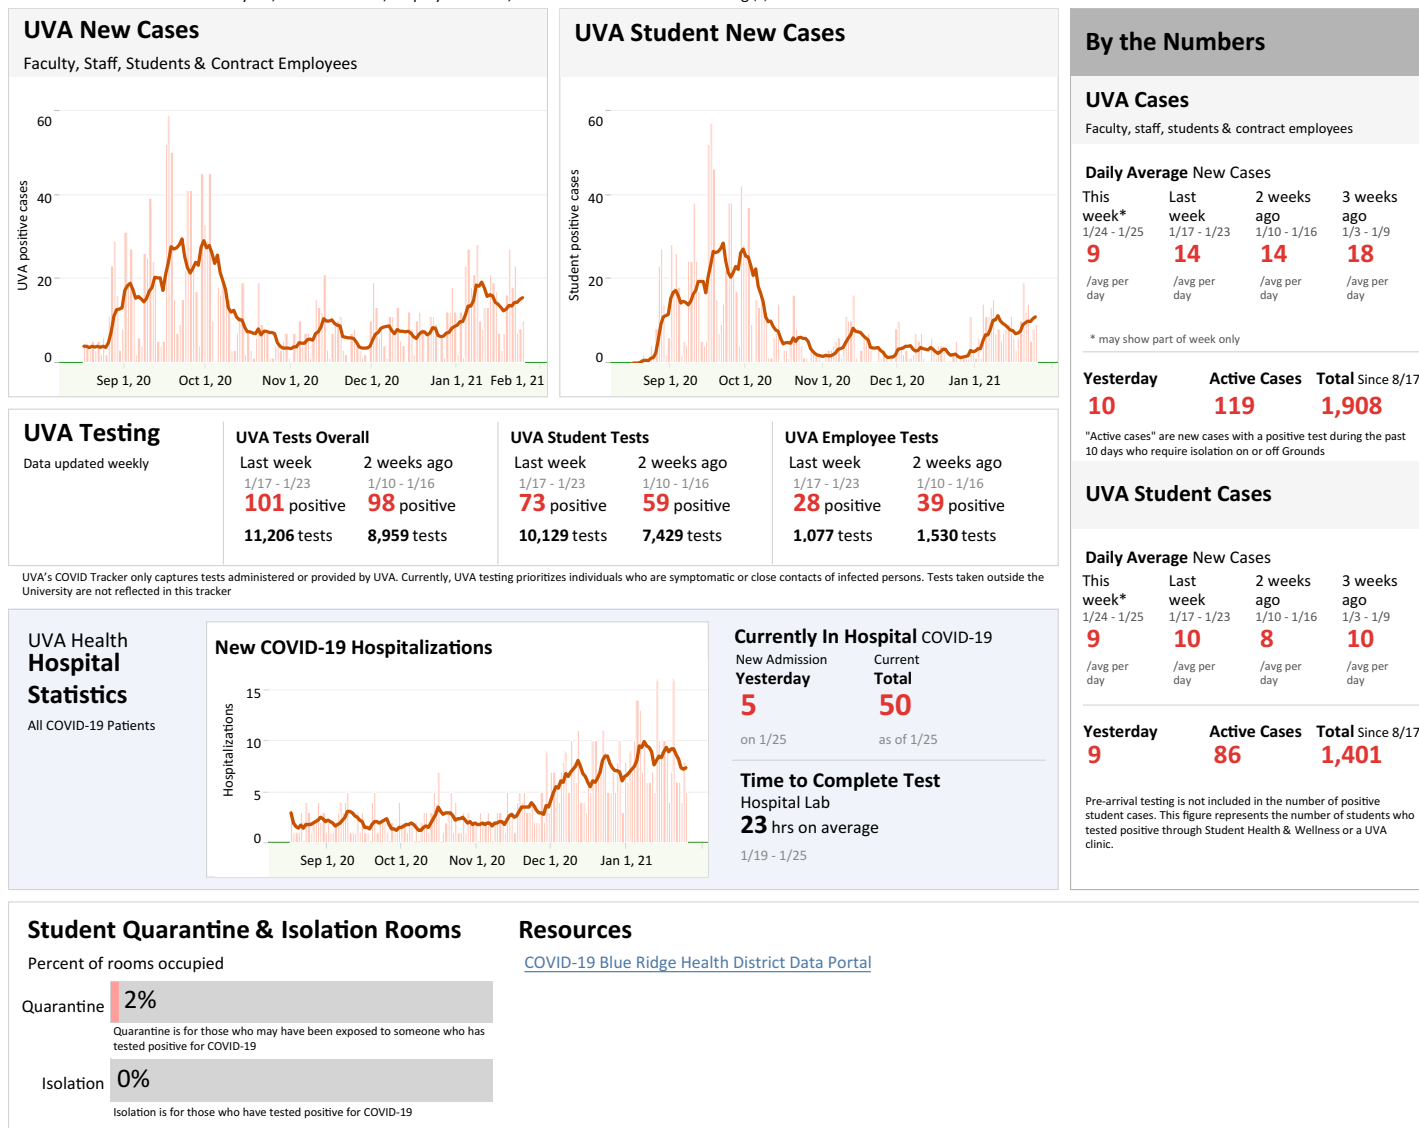 UVA New Cases
Faculty, Staff, Students & Contract Employees
60
40
20
0
UVA positive cases
Sep 1, 20 Oct 1, 20 Nov 1, 20 Dec 1, 20 Jan 1, 21 Feb 1, 21
UVA Student New Cases
60
40
20
0
Student positive cases
Sep 1, 20 Oct 1, 20 Nov 1, 20 Dec 1, 20 Jan 1, 21
By the Numbers
UVA Cases
Faculty, staff, students & contract employees
Daily Average New Cases
This week* Last week 2 weeks ago 3 weeks ago
1/24 - 1/25 1/17 - 1/23 1/10 - 1/16 1/3 - 1/9
9 14 14 18
/avg per day /avg per day /avg per day /avg per day
* may show part of week only
Yesterday Active Cases Total Since 8/17
10 119 1,908
"Active cases" are new cases with a positive test during the past
10 days who require isolation on or off Grounds
UVA Student Cases
Daily Average New Cases
This week* Last week 2 weeks ago 3 weeks ago
1/24 - 1/25 1/17 - 1/23 1/10 - 1/16 1/3 - 1/9
9 10 8 10
/avg per day /avg per day /avg per day /avg per day
Yesterday Active Cases Total Since 8/17
9 86 1,401
Pre-arrival testing is not included in the number of positive
student cases. This figure represents the number of students who
tested positive through Student Health & Wellness or a UVA
clinic.
UVA Testing
Data updated weekly
UVA Tests Overall
Last week 2 weeks ago
1/17 - 1/23 1/10 - 1/16
101 positive 98 positive
11,206 tests 8,959 tests
UVA Student Tests
Last week 2 weeks ago
1/17 - 1/23 1/10 - 1/16
73 positive 59 positive
10,129 tests 7,429 tests
UVA Employee Tests
Last week 2 weeks ago
1/17 - 1/23 1/10 - 1/16
28 positive 39 positive
1,077 tests 1,530 tests
UVA's COVID Tracker only captures tests administered or provided by UVA. Currently, UVA testing prioritizes individuals who are symptomatic or close contacts of infected persons. Tests taken outside the
University are not reflected in this tracker
UVA Health
Hospital
Statistics
All COVID-19 Patients
New COVID-19 Hospitalizations
15
10
5
0
Hospitalizations
Sep 1, 20 Oct 1, 20 Nov 1, 20 Dec 1, 20 Jan 1, 21
Currently In Hospital COVID-19
New Admission Current
Yesterday Total
5 50
on 1/25 as of 1/25
Time to Complete Test
Hospital Lab
23 hrs on average
1/19 - 1/25
Student Quarantine & Isolation Rooms
Percent of rooms occupied
Quarantine 2%
Quarantine is for those who may have been exposed to someone who has
tested positive for COVID-19
Isolation 0%
Isolation is for those who have tested positive for COVID-19
Resources
COVID-19 Blue Ridge Health District Data Portal